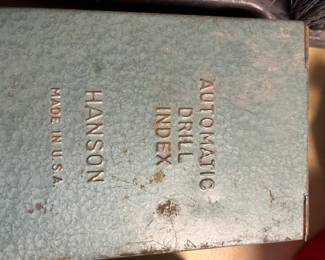 AUTOMATIC
DRILL
INDEX
HANSON
MADE IN U.S.A.